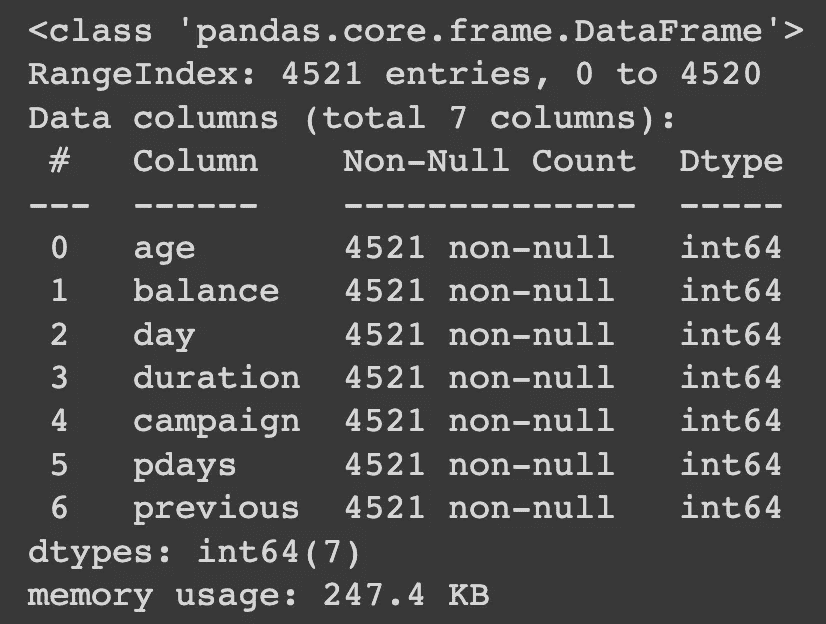 <class 'pandas.core.frame.DataFrame'>
RangeIndex: 4521 entries, 0 to 4520
Data columns (total 7 columns):
 #   Column     Non-Null Count  Dtype
---  ------     --------------  -----
 0   age        4521 non-null   int64
 1   balance    4521 non-null   int64
 2   day        4521 non-null   int64
 3   duration   4521 non-null   int64
 4   campaign   4521 non-null   int64
 5   pdays      4521 non-null   int64
 6   previous   4521 non-null   int64
dtypes: int64(7)
memory usage: 247.4 KB